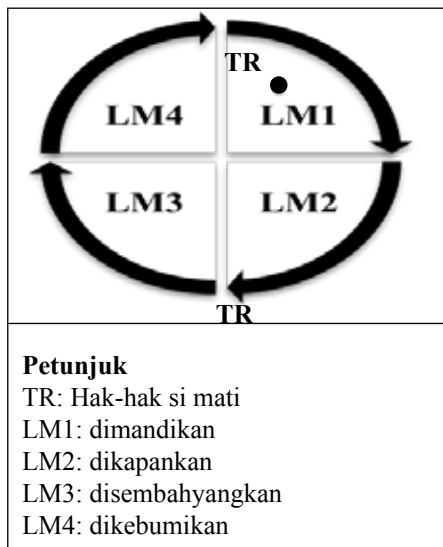 TR
LM4 LM1
LM3 LM2
TR
Petunjuk
TR: Hak-hak si mati
LM1: dimandikan
LM2: dikapankan
LM3: disembahyangkan
LM4: dikebumikan